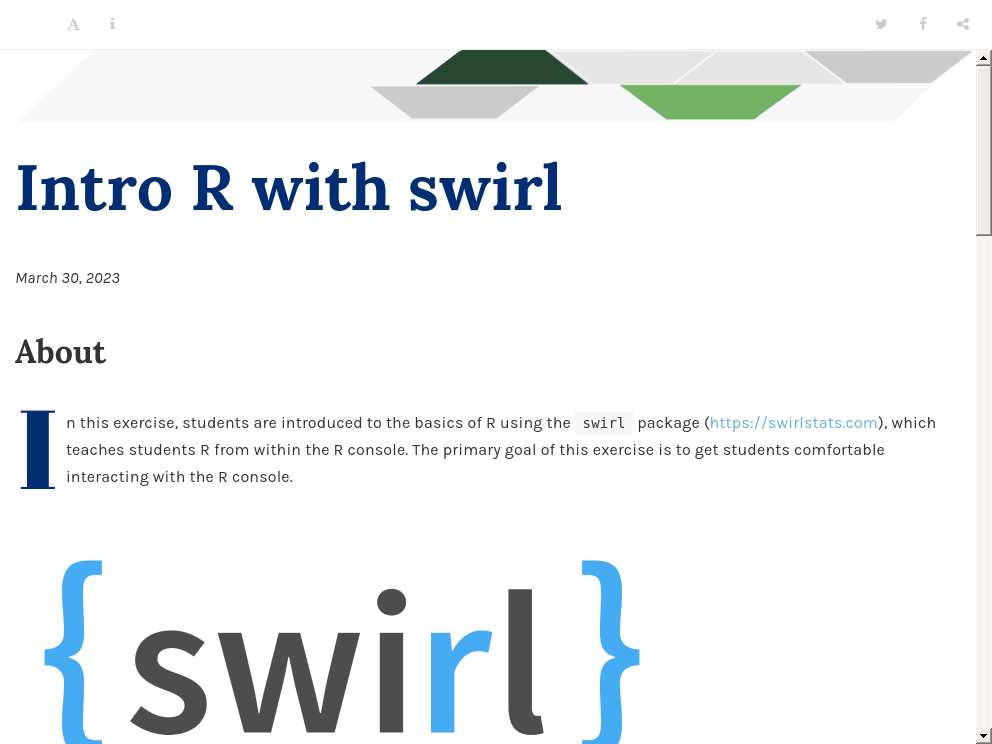 A
Intro R with swirl
March 30, 2023
About
In this exercise, students are introduced to the basics of R using the swirl package (https://swirlstats.com), which
teaches students R from within the R console. The primary goal of this exercise is to get students comfortable
interacting with the R console.
{swirl}